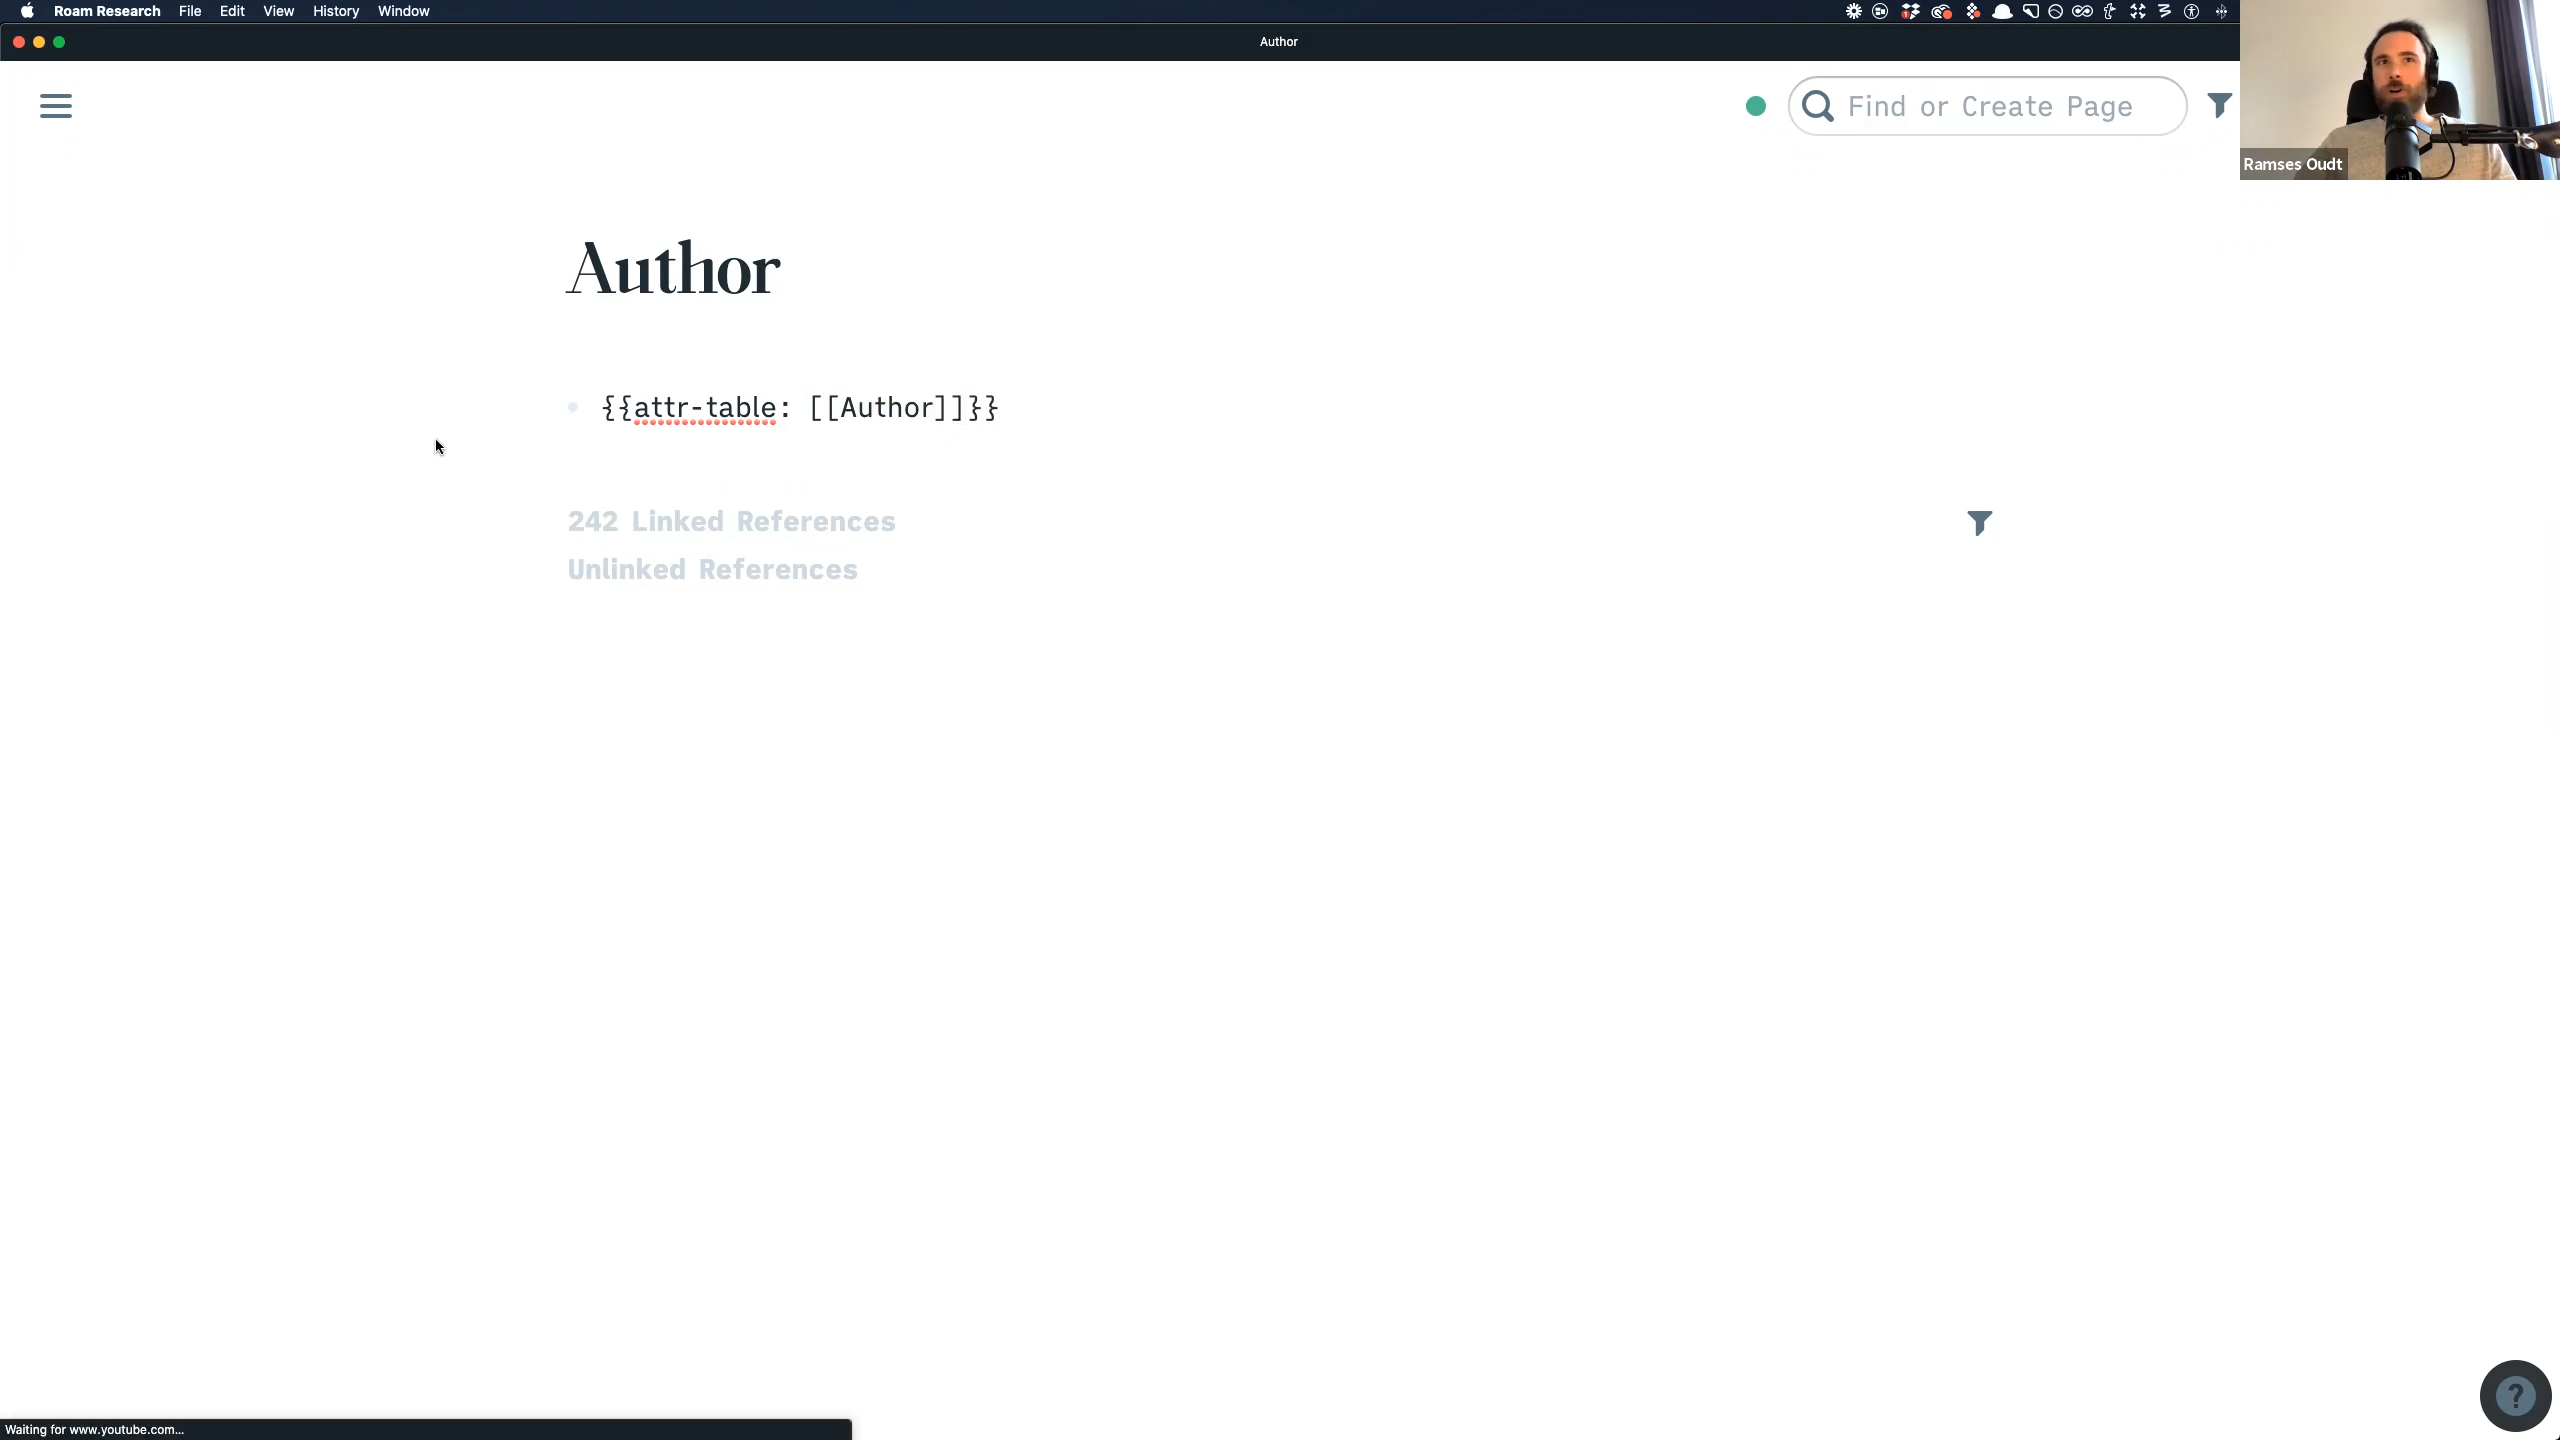 Roam Research File Edit View History Window
Author
Find or Create Page
Ramses Oudt
Author
{{attr-table: [[Author]]}}
242 Linked References
Unlinked References
?
Waiting for www.youtube.com...